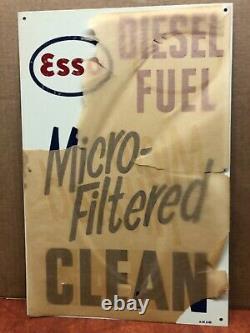 Esso
DIESEL
FUEL
Micro-
Filtered
CLEAN